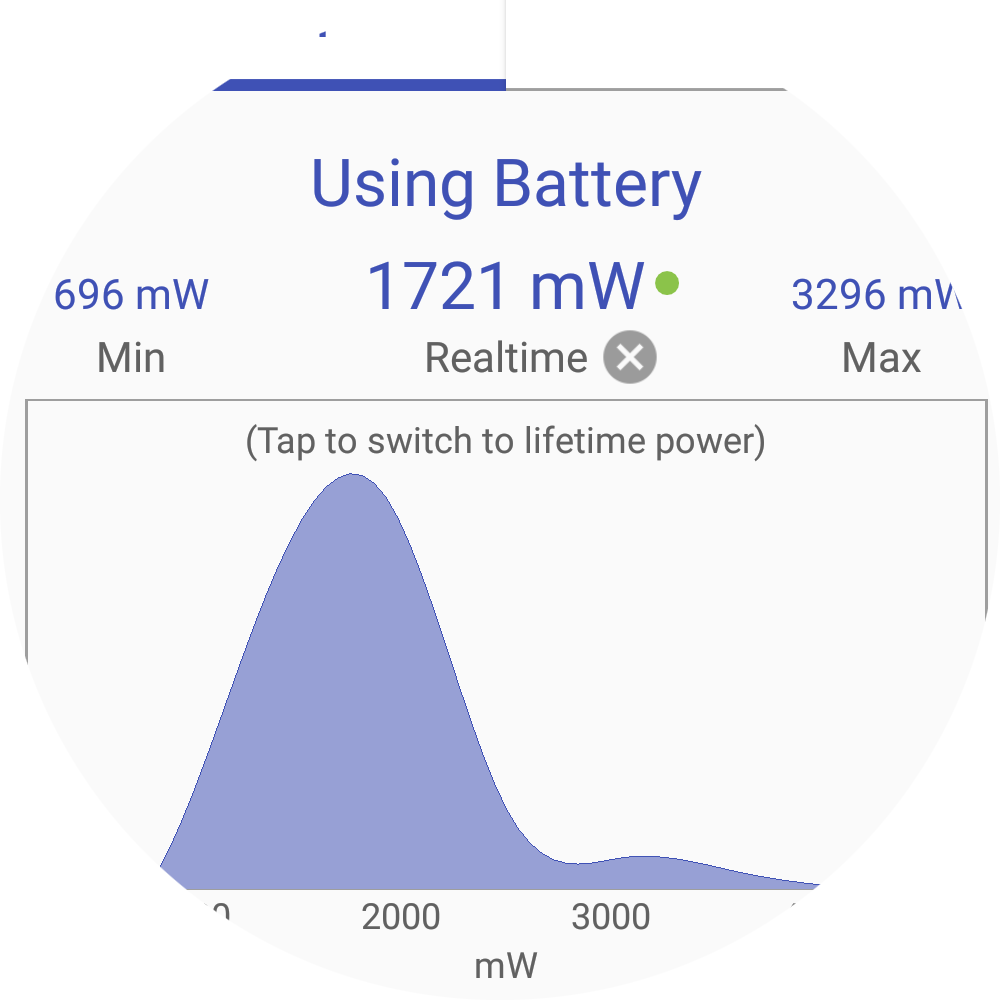 Using Battery
696 mW 1721 mW 3296 mW
Min Realtime Max
(Tap to switch to lifetime power)
2000 3000
mW